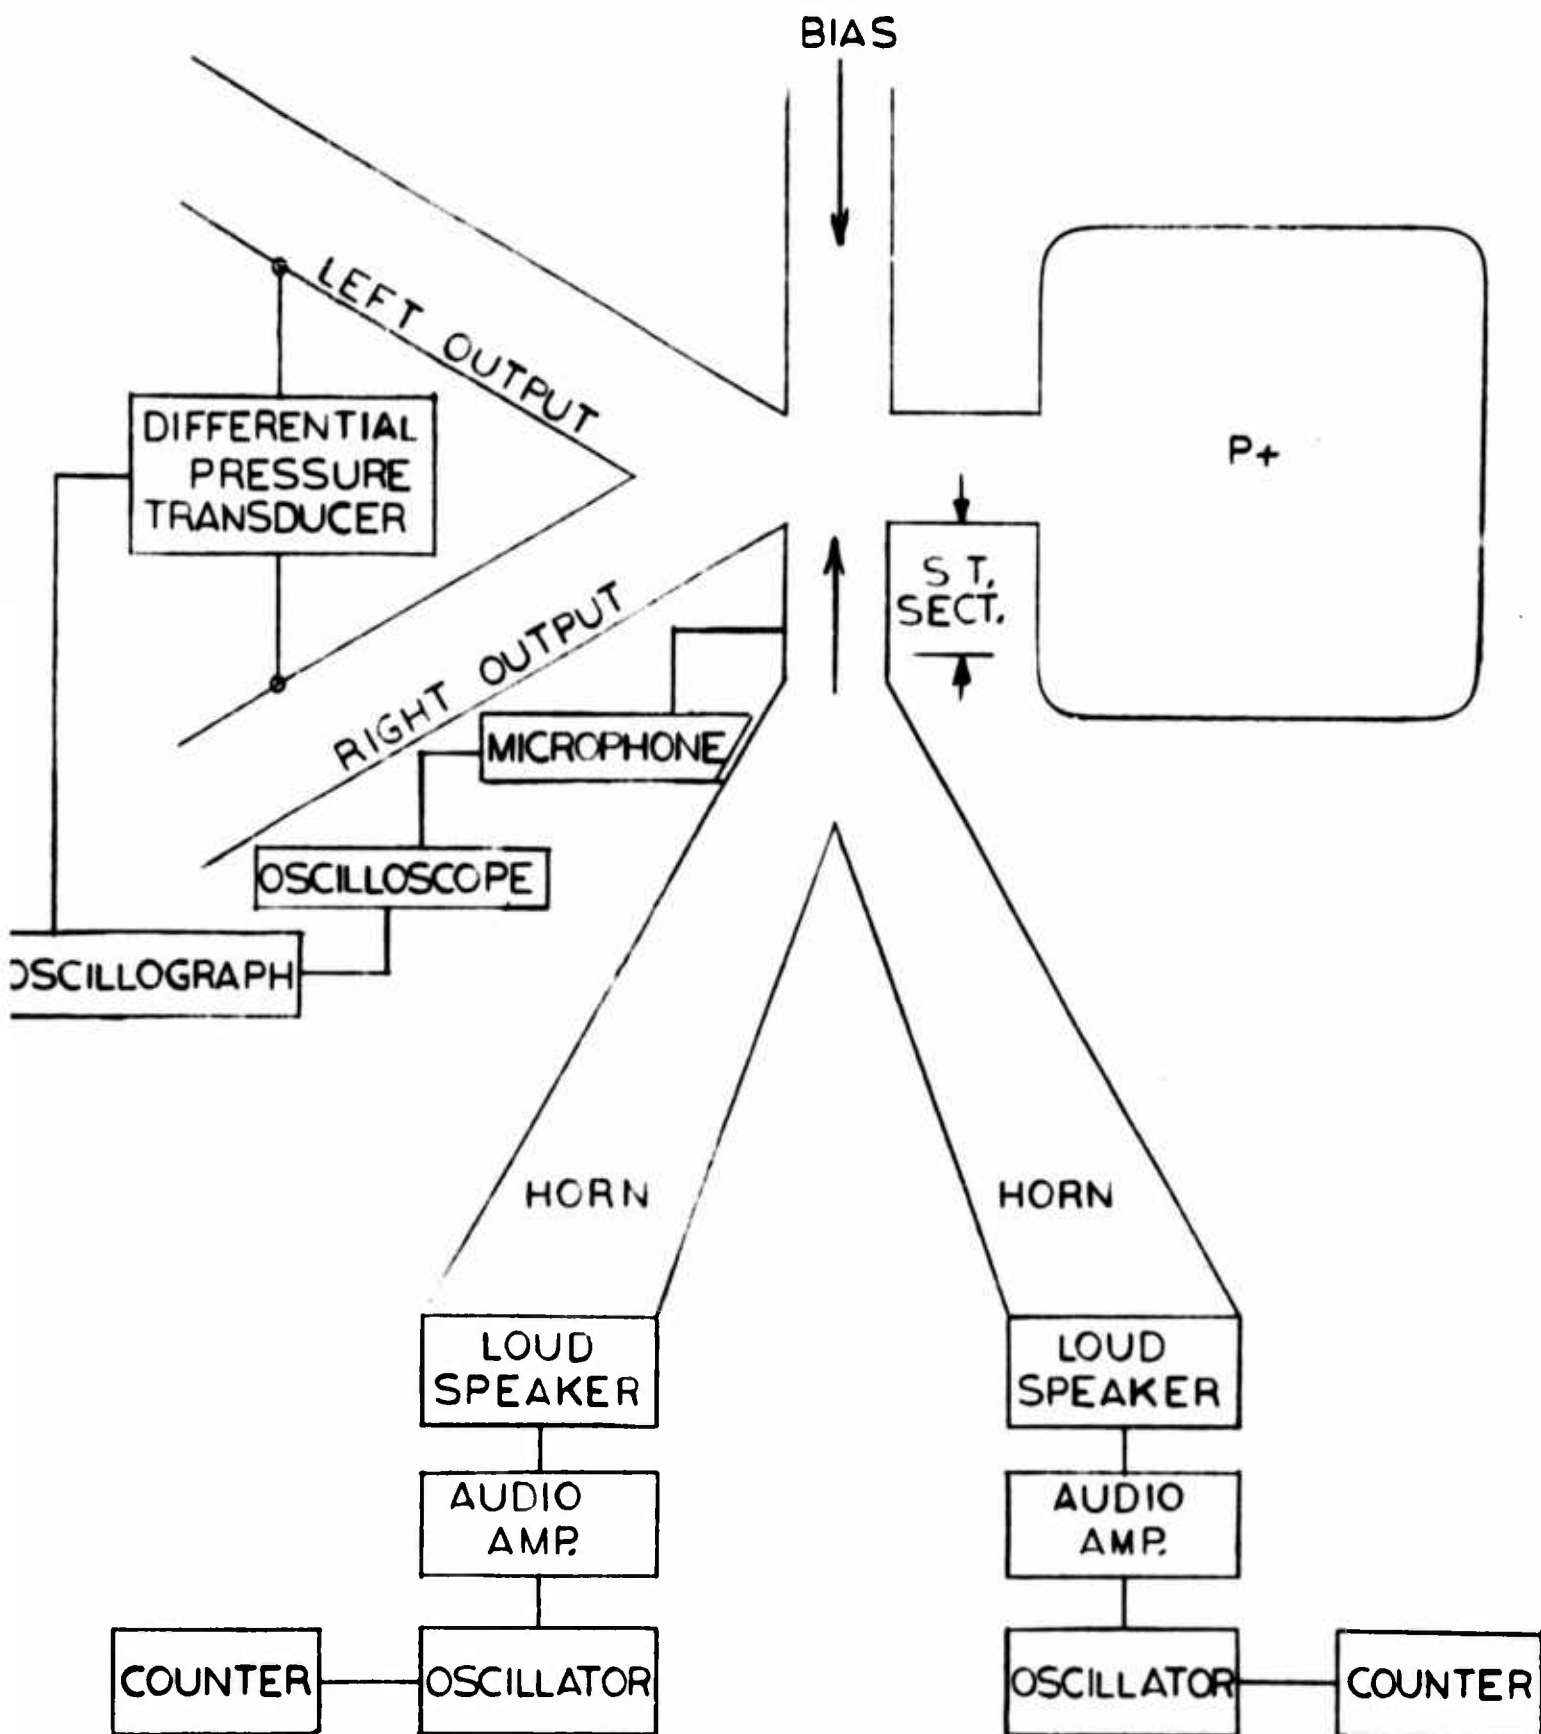 BIAS
LEFT OUTPUT
DIFFERENTIAL
PRESSURE
TRANSDUCER
P+
S T.
SECT.
RIGHT OUTPUT
MICROPHONE
OSCILLOSCOPE
OSCILLOGRAPH
HORN
HORN
LOUD
SPEAKER
LOUD
SPEAKER
AUDIO
AMP.
AUDIO
AMP.
COUNTER
OSCILLATOR
OSCILLATOR
COUNTER